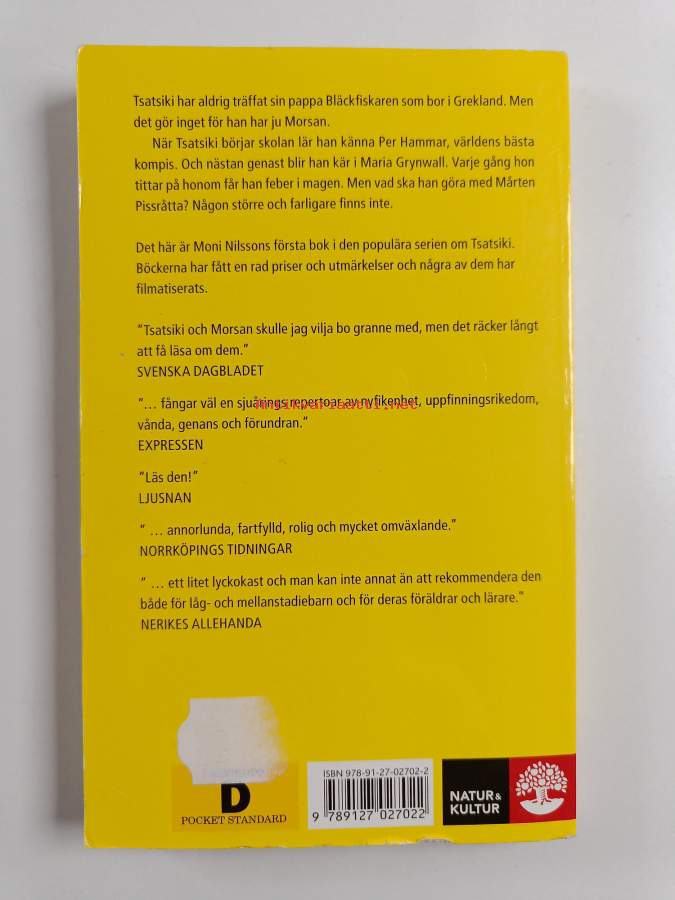 Tsatsiki har aldrig träffat sin pappa Bläckfiskaren som bor i Grekland. Men
det gör inget för han har ju Morsan.
När Tsatsiki börjar skolan lär han känna Per Hammar, världens bästa
kompis. Och nästan genast blir han kär i Maria Grynwall. Varje gång hon
tittar på honom får han feber i magen. Men vad ska han göra med Mårten
Pissråtta? Någon större och farligare finns inte.
Det här är Moni Nilssons första bok i den populära serien om Tsatsiki.
Böckerna har fått en rad priser och utmärkelser och några av dem har
filmatiserats.
"Tsatsiki och Morsan skulle jag vilja bo granne med, men det räcker långt
att få läsa om dem."
SVENSKA DAGBLADET
"… fångar väl en sjuårings repertoar av nyfikenhet, uppfinningsrikedom,
Antikvariaatti.net
vånda, genans och förundran."
EXPRESSEN
"Läs den!"
LJUSNAN
" … annorlunda, fartfylld, rolig och mycket omväxlande."
NORRKÖPINGS TIDNINGAR
" … ett litet lyckokast och man kan inte annat än att rekommendera den
både för låg- och mellanstadiebarn och för deras föräldrar och lärare."
NERIKES ALLEHANDA
D
POCKET STANDARD
ISBN 978-91-27-02702-2
9 789127 027022
NATUR &
KULTUR